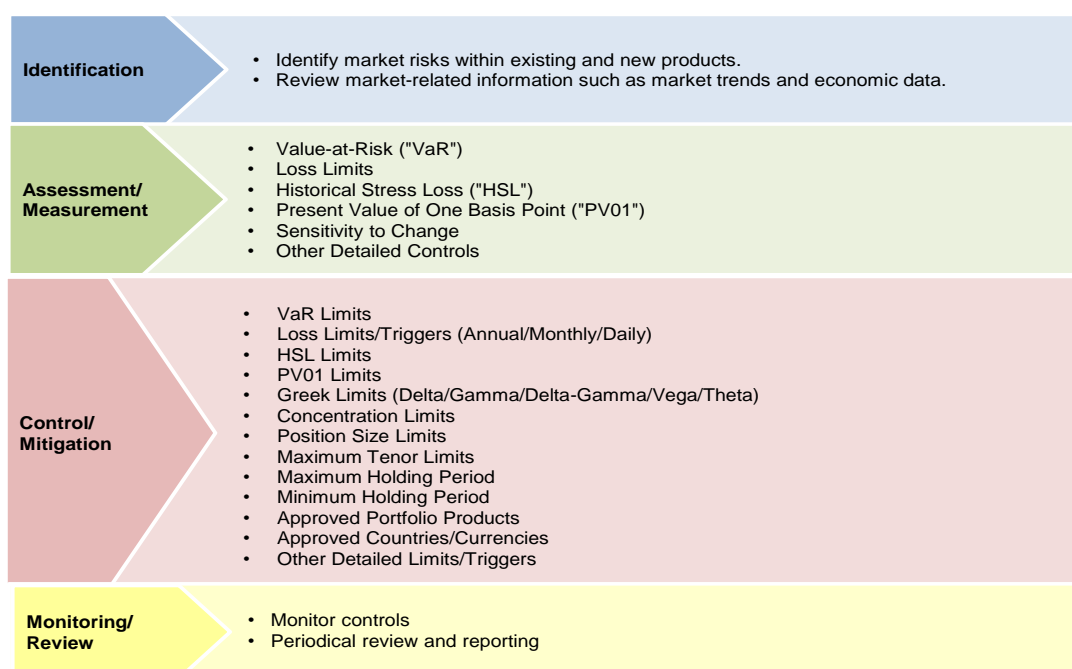 Identification
• Identify market risks within existing and new products.
• Review market-related information such as market trends and economic data.
Assessment/
Measurement
• Value-at-Risk ("VaR")
• Loss Limits
• Historical Stress Loss ("HSL")
• Present Value of One Basis Point ("PV01")
• Sensitivity to Change
• Other Detailed Controls
Control/
Mitigation
• VaR Limits
• Loss Limits/Triggers (Annual/Monthly/Daily)
• HSL Limits
• PV01 Limits
• Greek Limits (Delta/Gamma/Delta-Gamma/Vega/Theta)
• Concentration Limits
• Position Size Limits
• Maximum Tenor Limits
• Maximum Holding Period
• Minimum Holding Period
• Approved Portfolio Products
• Approved Countries/Currencies
• Other Detailed Limits/Triggers
Monitoring/
Review
• Monitor controls
• Periodical review and reporting